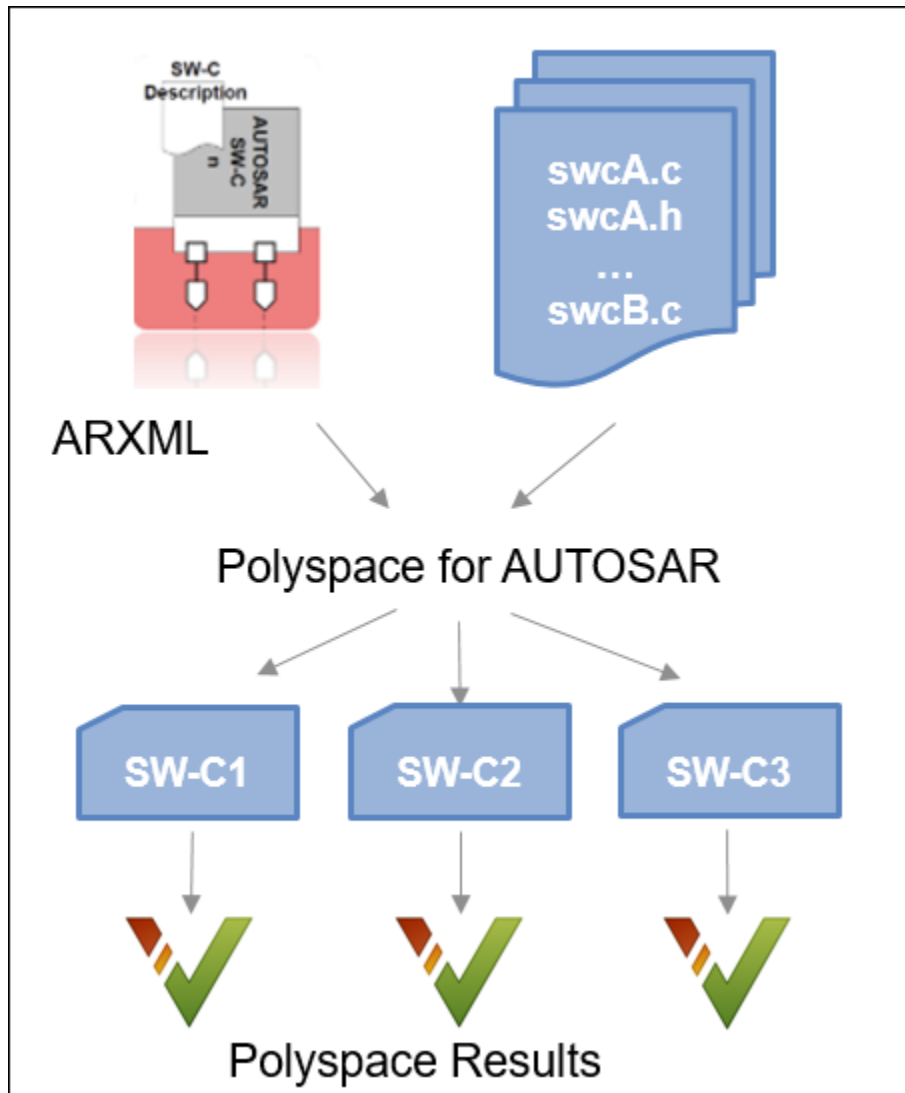 SW-C
Description
AUTOSAR
SW-C
n
swcA.c
swcA.h
...
swcB.c
ARXML
Polyspace for AUTOSAR
SW-C1
SW-C2
SW-C3
Polyspace Results